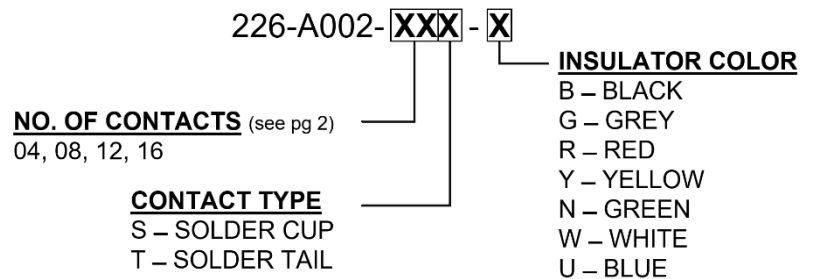 226-A002- XXX - X
INSULATOR COLOR
B – BLACK
G – GREY
R – RED
Y – YELLOW
N – GREEN
W – WHITE
U – BLUE
NO. OF CONTACTS (see pg 2)
04, 08, 12, 16
CONTACT TYPE
S – SOLDER CUP
T – SOLDER TAIL